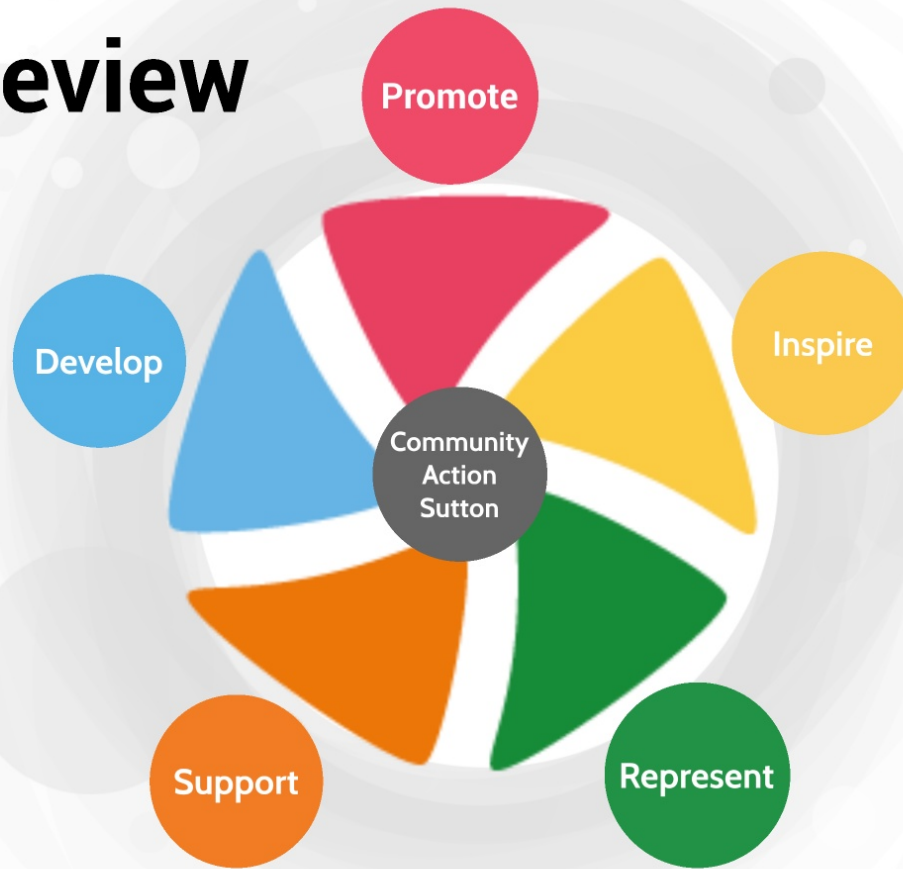 eview
Promote
Inspire
Develop
Community
Action
Sutton
Represent
Support